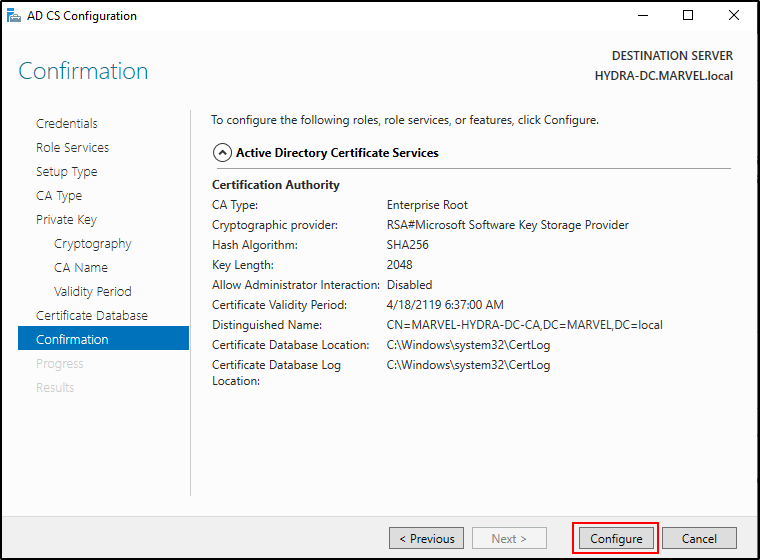 AD CS Configuration
Confirmation
DESTINATION SERVER
HYDRA-DC.MARVEL.local
Credentials
Role Services
Setup Type
CA Type
Private Key
Cryptography
CA Name
Validity Period
Certificate Database
Confirmation
Progress
Results
To configure the following roles, role services, or features, click Configure.
Active Directory Certificate Services
Certification Authority
CA Type: Enterprise Root
Cryptographic provider: RSA#Microsoft Software Key Storage Provider
Hash Algorithm: SHA256
Key Length: 2048
Allow Administrator Interaction: Disabled
Certificate Validity Period: 4/18/2119 6:37:00 AM
Distinguished Name: CN=MARVEL-HYDRA-DC-CA,DC=MARVEL,DC=local
Certificate Database Location: C:\Windows\system32\CertLog
Certificate Database Log C:\Windows\system32\CertLog
Location:
< Previous
Next >
Configure
Cancel